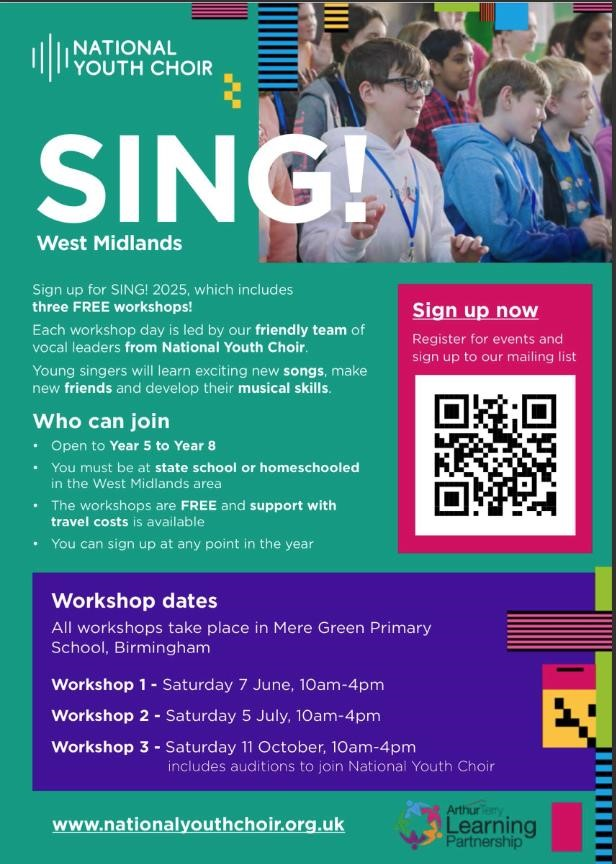 NATIONAL
YOUTH CHOIR
SING!
West Midlands
Sign up for SING! 2025, which includes
three FREE workshops!
Each workshop day is led by our friendly team of
vocal leaders from National Youth Choir.
Young singers will learn exciting new songs, make
new friends and develop their musical skills.
Who can join
• Open to Year 5 to Year 8
• You must be at state school or homeschooled
in the West Midlands area
• The workshops are FREE and support with
travel costs is available
• You can sign up at any point in the year
Sign up now
Register for events and
sign up to our mailing list
Workshop dates
All workshops take place in Mere Green Primary
School, Birmingham
Workshop 1 - Saturday 7 June, 10am-4pm
Workshop 2 - Saturday 5 July, 10am-4pm
Workshop 3 - Saturday 11 October, 10am-4pm
includes auditions to join National Youth Choir
www.nationalyouthchoir.org.uk
ArthurTerry
Learning
Partnership